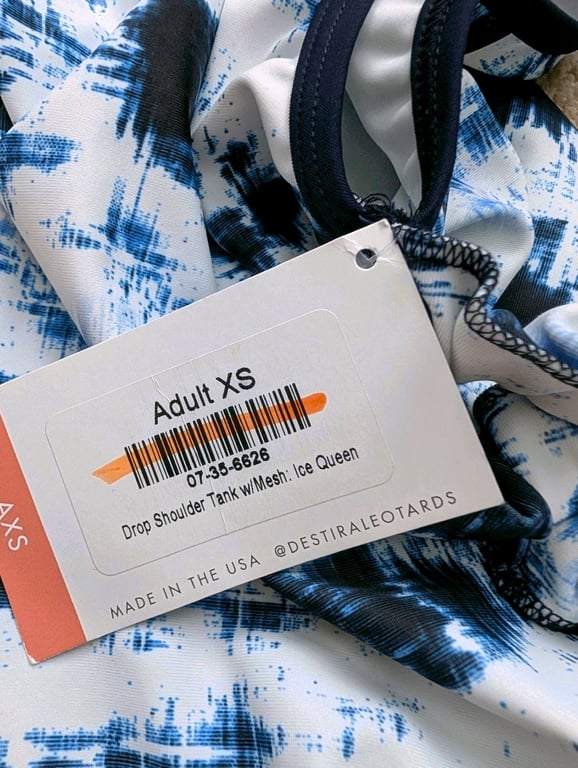 Adult XS
07-35-6626
Drop Shoulder Tank w/Mesh: Ice Queen
MADE IN THE USA @DESTIRALEOTARDS
AXS